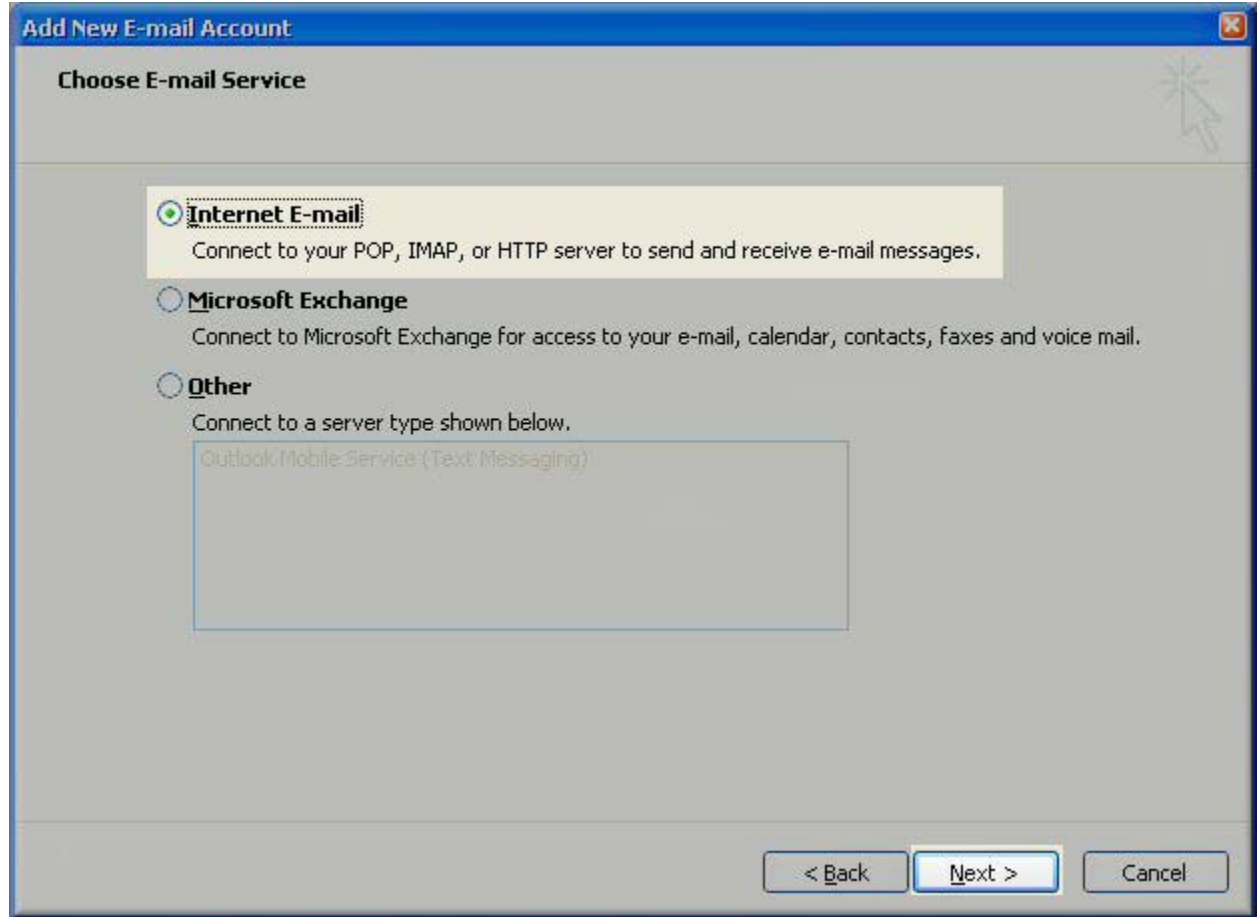 Add New E-mail Account
Choose E-mail Service
Internet E-mail
Connect to your POP, IMAP, or HTTP server to send and receive e-mail messages.
Microsoft Exchange
Connect to Microsoft Exchange for access to your e-mail, calendar, contacts, faxes and voice mail.
Other
Connect to a server type shown below.
Outlook Mobile Service (Text Messaging)
< Back Next > Cancel